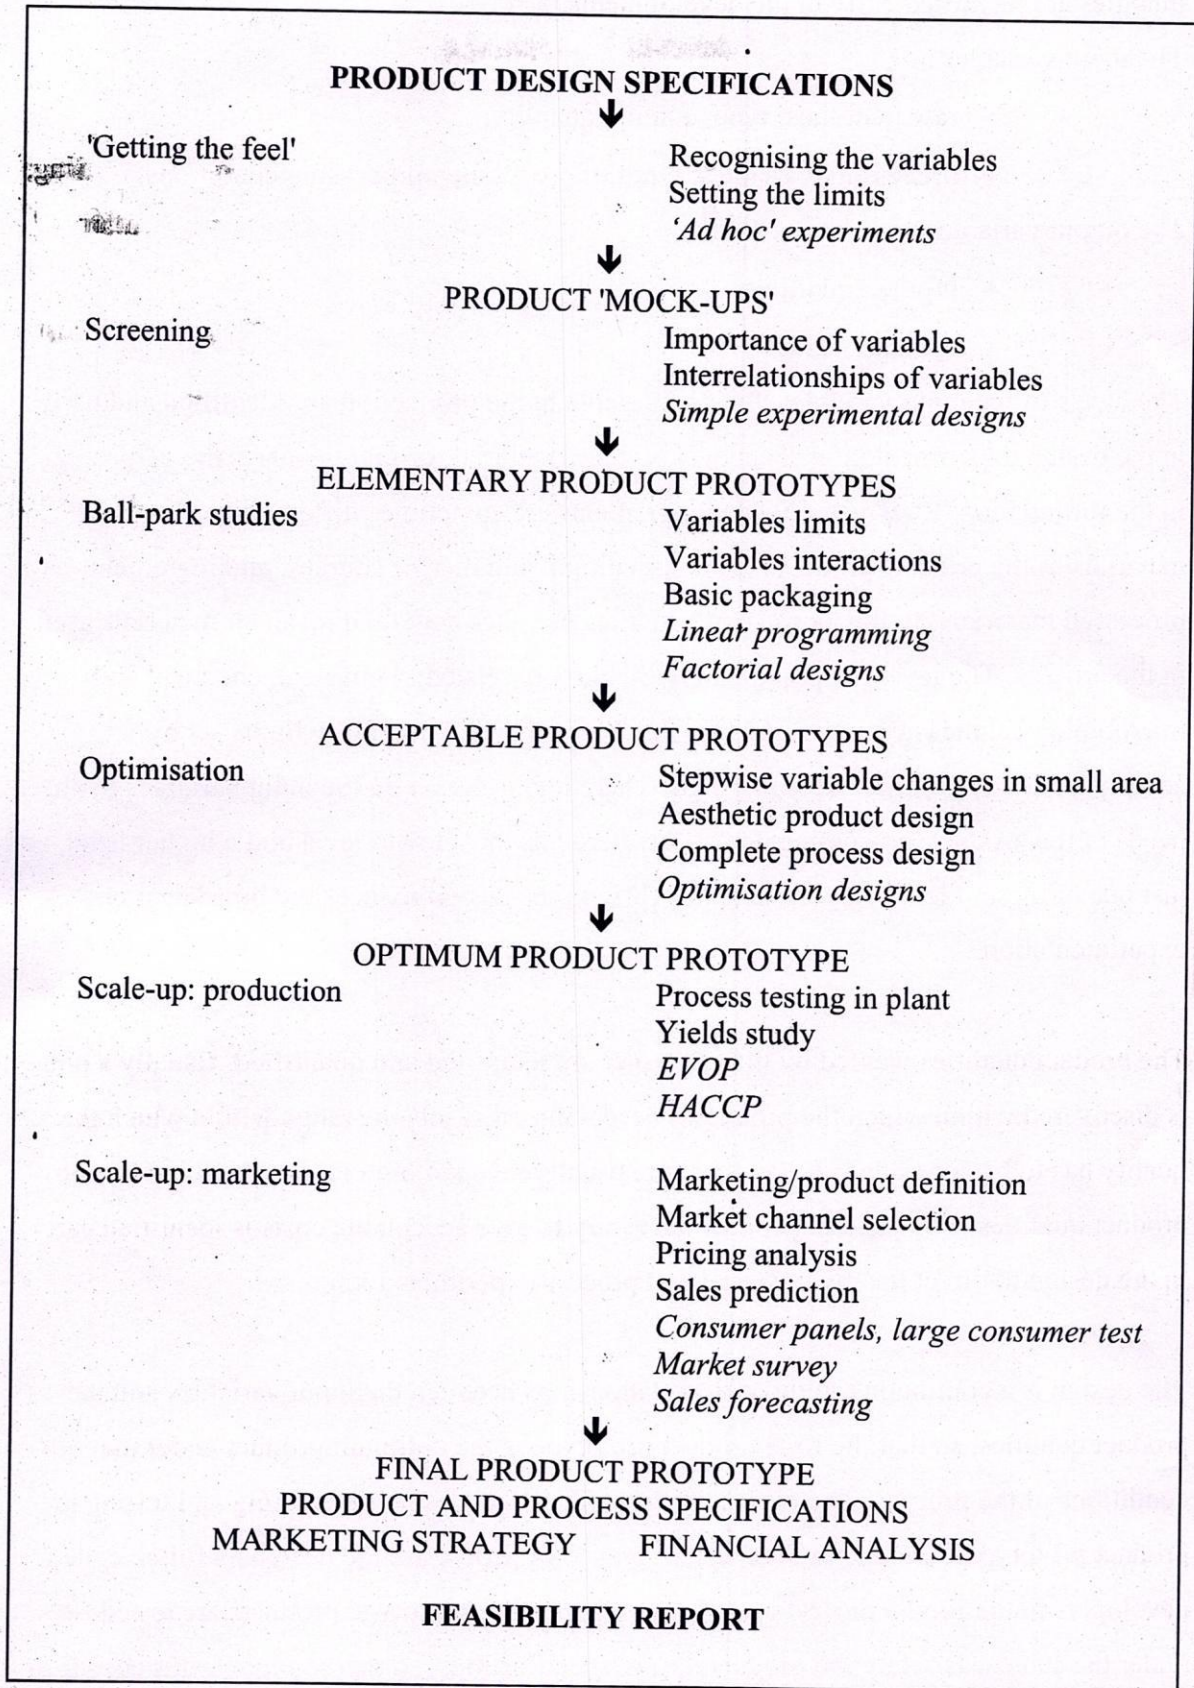 PRODUCT DESIGN SPECIFICATIONS
'Getting the feel'
Recognising the variables
Setting the limits
'Ad hoc' experiments
PRODUCT 'MOCK-UPS'
Screening
Importance of variables
Interrelationships of variables
Simple experimental designs
ELEMENTARY PRODUCT PROTOTYPES
Ball-park studies
Variables limits
Variables interactions
Basic packaging
Linear programming
Factorial designs
ACCEPTABLE PRODUCT PROTOTYPES
Optimisation
Stepwise variable changes in small area
Aesthetic product design
Complete process design
Optimisation designs
OPTIMUM PRODUCT PROTOTYPE
Scale-up: production
Process testing in plant
Yields study
EVOP
HACCP
Scale-up: marketing
Marketing/product definition
Market channel selection
Pricing analysis
Sales prediction
Consumer panels, large consumer test
Market survey
Sales forecasting
FINAL PRODUCT PROTOTYPE
PRODUCT AND PROCESS SPECIFICATIONS
MARKETING STRATEGY FINANCIAL ANALYSIS
FEASIBILITY REPORT